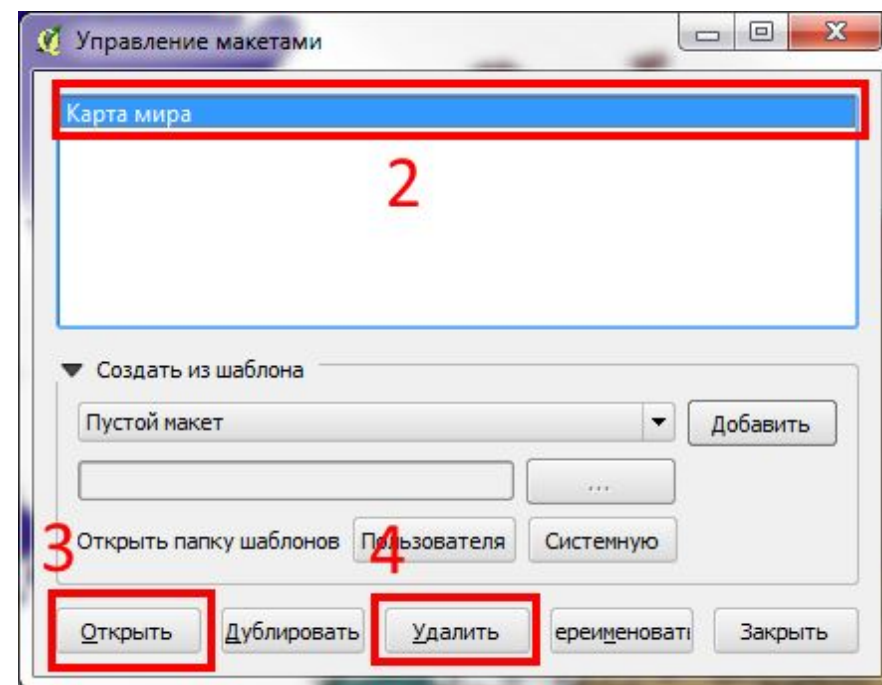 Управление макетами
Карта мира
2
Создать из шаблона
Пустой макет
Добавить
...
3
4
Открыть папку шаблонов Пользователя Системную
Открыть Дублировать Удалить ереименоватı Закрыть